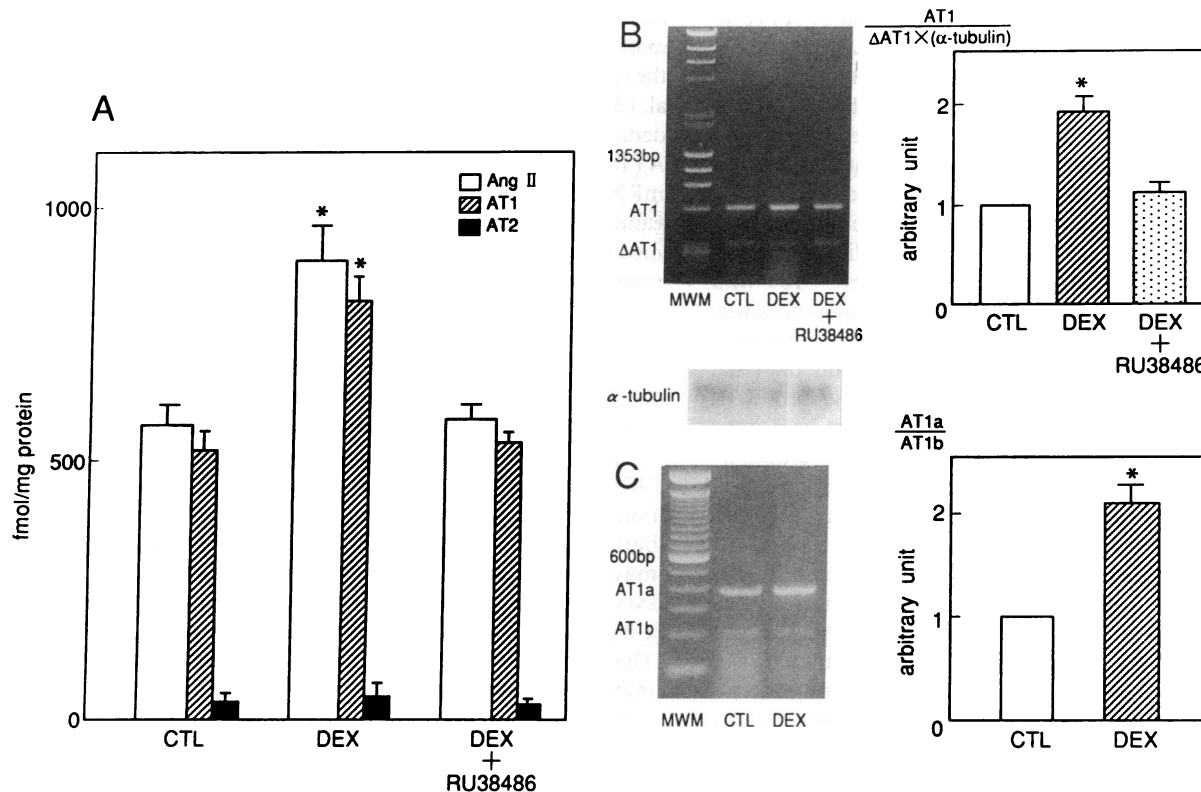 A
fmol/mg protein
1000
500
0
Ang II
AT1
AT2
*
*
CTL
DEX
DEX
+
RU38486
B
1353bp
AT1
ΔAT1
MWM CTL DEX DEX
+
RU38486
α-tubulin
AT1
ΔAT1×(α-tubulin)
arbitrary unit
2
1
0
*
CTL
DEX
DEX
+
RU38486
C
600bp
AT1a
AT1b
MWM CTL DEX
AT1a
AT1b
arbitrary unit
2
1
0
*
CTL
DEX